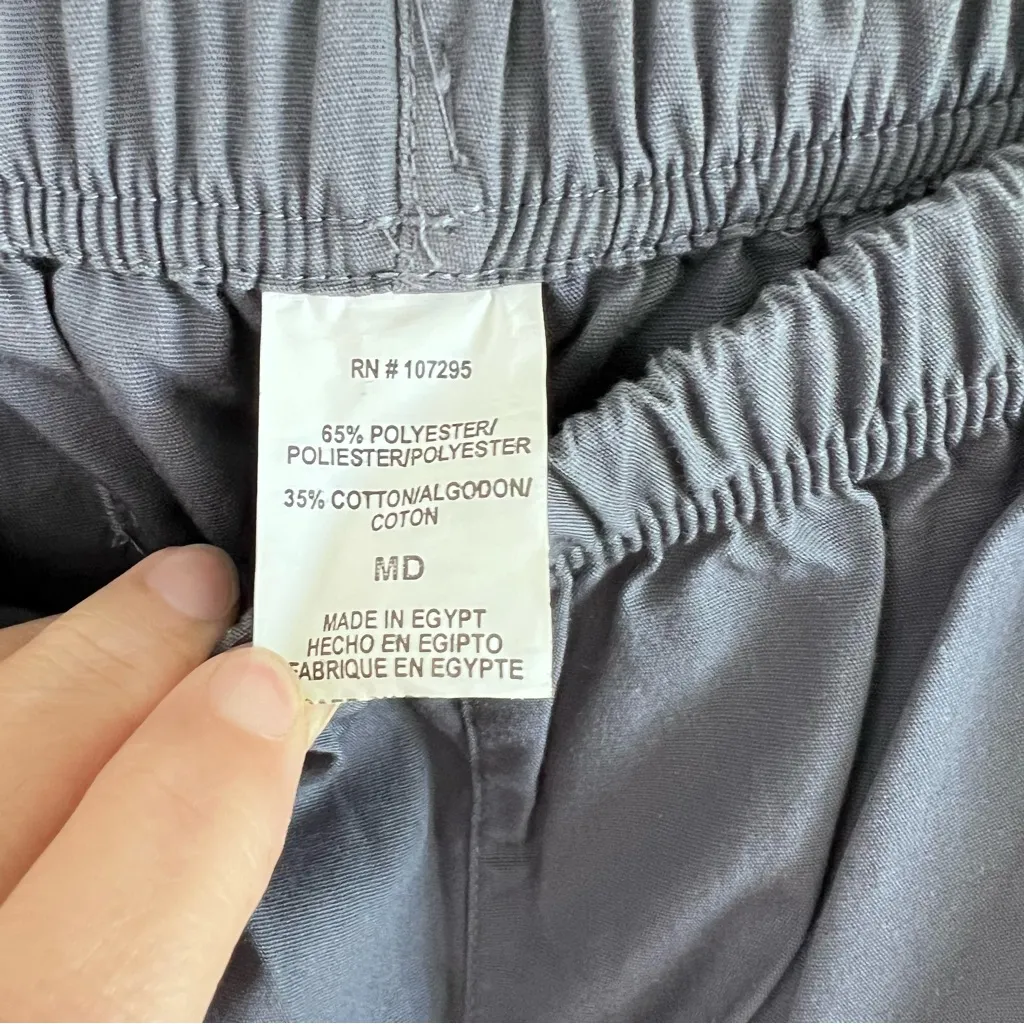 RN # 107295
65% POLYESTER/
POLIESTER/POLYESTER
35% COTTON/ALGODON/
COTON
MD
MADE IN EGYPT
HECHO EN EGIPTO
FABRIQUE EN EGYPTE